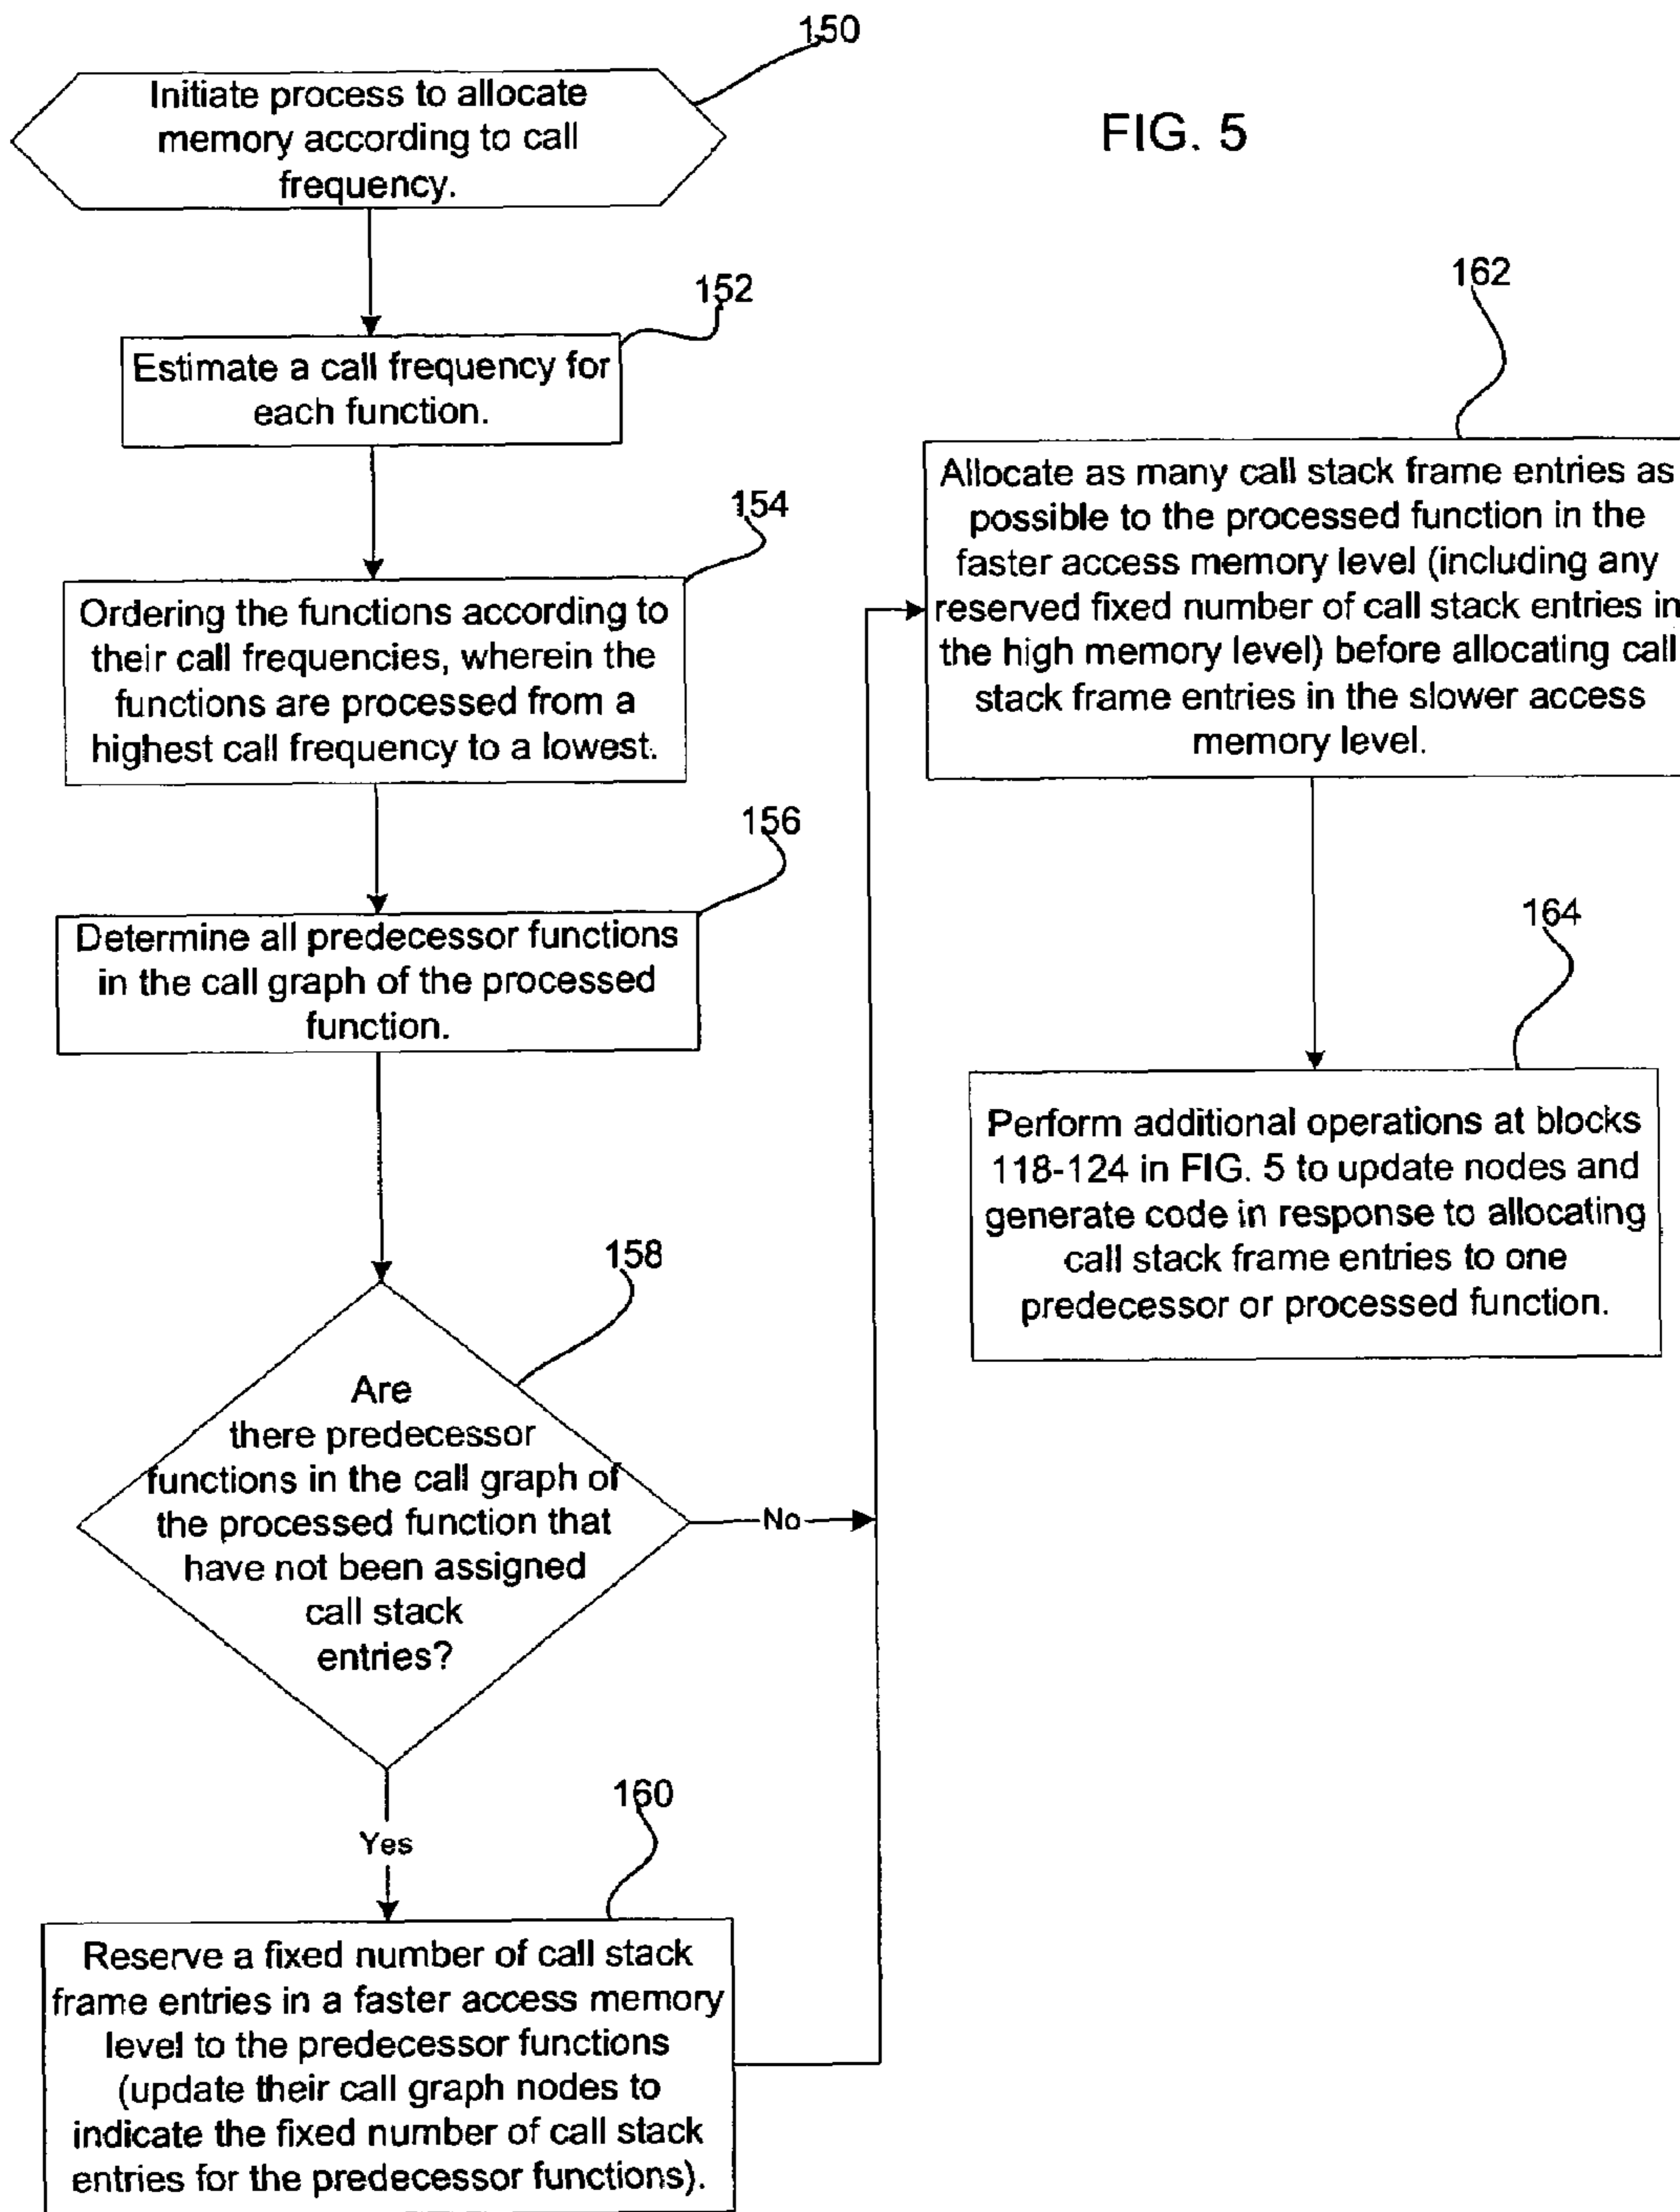 150
Initiate process to allocate
memory according to call
frequency.
FIG. 5
152
Estimate a call frequency for
each function.
154
Ordering the functions according to
their call frequencies, wherein the
functions are processed from a
highest call frequency to a lowest.
156
Determine all predecessor functions
in the call graph of the processed
function.
158
Are
there predecessor
functions in the call graph of
the processed function that
have not been assigned
call stack
entries?
No
Yes
160
Reserve a fixed number of call stack
frame entries in a faster access memory
level to the predecessor functions
(update their call graph nodes to
indicate the fixed number of call stack
entries for the predecessor functions).
162
Allocate as many call stack frame entries as
possible to the processed function in the
faster access memory level (including any
reserved fixed number of call stack entries in
the high memory level) before allocating call
stack frame entries in the slower access
memory level.
164
Perform additional operations at blocks
118-124 in FIG. 5 to update nodes and
generate code in response to allocating
call stack frame entries to one
predecessor or processed function.